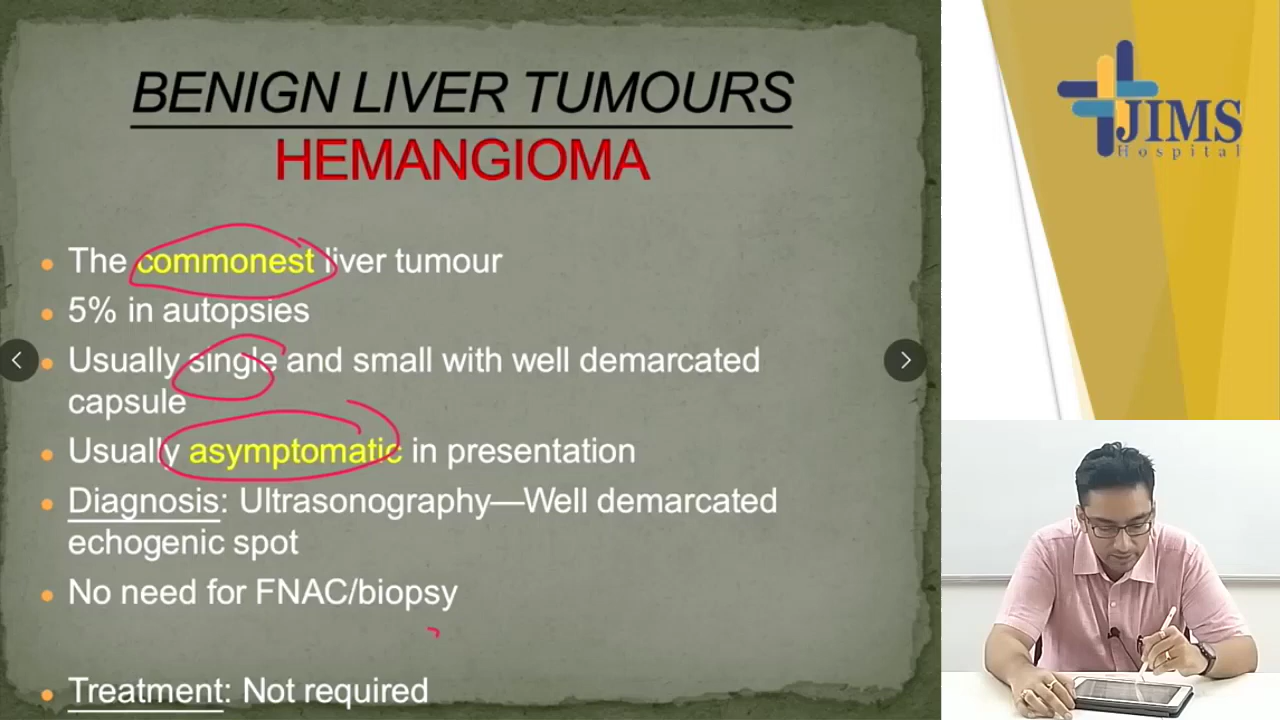 BENIGN LIVER TUMOURS
HEMANGIOMA
JIMS
Hospital
The commonest liver tumour
5% in autopsies
Usually single and small with well demarcated
capsule
Usually asymptomatic in presentation
Diagnosis: Ultrasonography—Well demarcated
echogenic spot
No need for FNAC/biopsy
Treatment: Not required